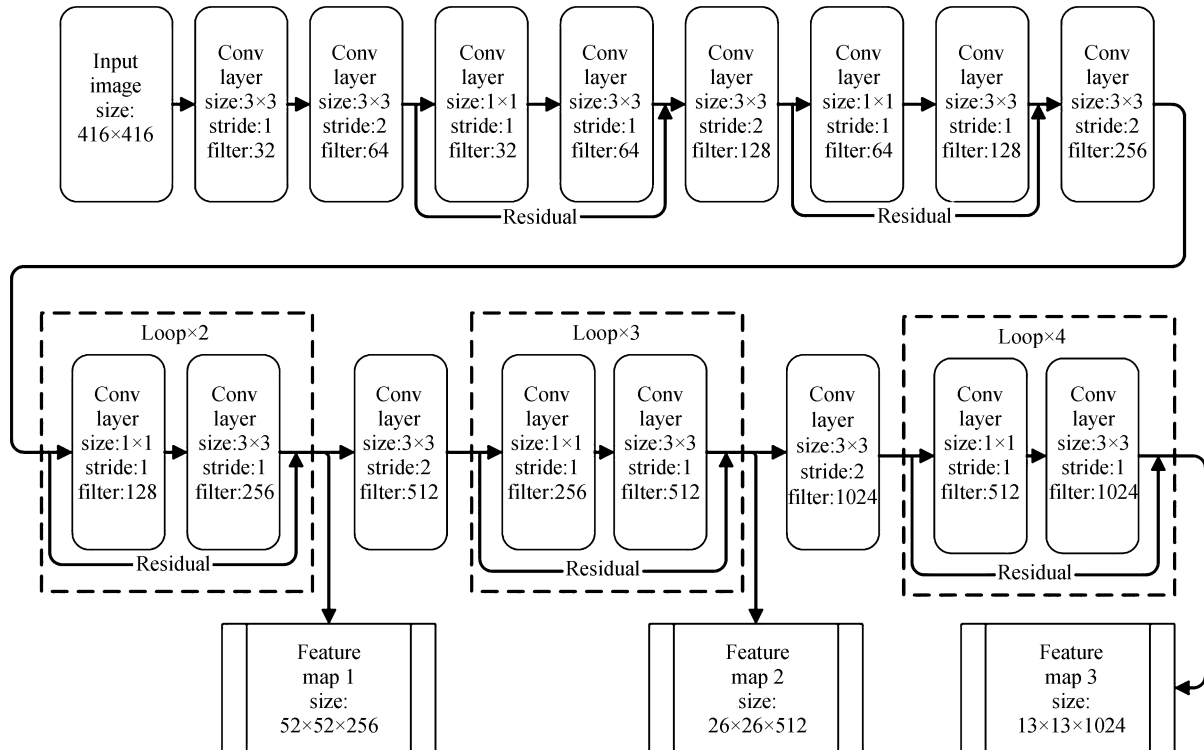 Input
image
size:
416×416
Conv
layer
size:3×3
stride:1
filter:32
Conv
layer
size:3×3
stride:2
filter:64
Conv
layer
size:1×1
stride:1
filter:32
Conv
layer
size:3×3
stride:1
filter:64
Conv
layer
size:3×3
stride:2
filter:128
Conv
layer
size:1×1
stride:1
filter:64
Conv
layer
size:3×3
stride:1
filter:128
Conv
layer
size:3×3
stride:2
filter:256
Residual
Residual
Loop×2
Conv
layer
size:1×1
stride:1
filter:128
Conv
layer
size:3×3
stride:1
filter:256
Residual
Conv
layer
size:3×3
stride:2
filter:512
Loop×3
Conv
layer
size:1×1
stride:1
filter:256
Conv
layer
size:3×3
stride:1
filter:512
Residual
Conv
layer
size:3×3
stride:2
filter:1024
Loop×4
Conv
layer
size:1×1
stride:1
filter:512
Conv
layer
size:3×3
stride:1
filter:1024
Residual
Feature
map 1
size:
52×52×256
Feature
map 2
size:
26×26×512
Feature
map 3
size:
13×13×1024